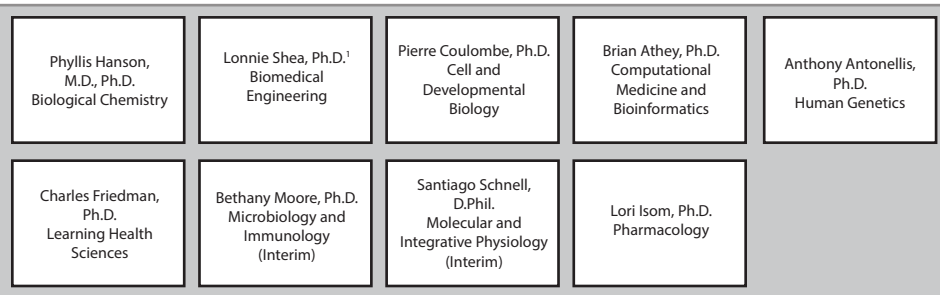 Phyllis Hanson,
M.D., Ph.D.
Biological Chemistry
Lonnie Shea, Ph.D.¹
Biomedical
Engineering
Pierre Coulombe, Ph.D.
Cell and
Developmental
Biology
Brian Athey, Ph.D.
Computational
Medicine and
Bioinformatics
Anthony Antonellis,
Ph.D.
Human Genetics
Charles Friedman,
Ph.D.
Learning Health
Sciences
Bethany Moore, Ph.D.
Microbiology and
Immunology
(Interim)
Santiago Schnell,
D.Phil.
Molecular and
Integrative Physiology
(Interim)
Lori Isom, Ph.D.
Pharmacology